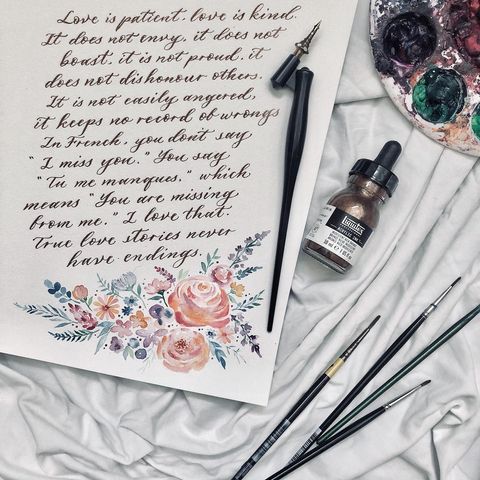 Love is patient, love is kind.
It does not envy, it does not
boast, it is not proud, it
does not dishonour others.
It is not easily angered,
it keeps no record of wrongs
In French, you don't say
"I miss you." You say
"Tu me manques," which
means "You are missing
from me." I love that.
True love stories never
have endings.
Liquitex